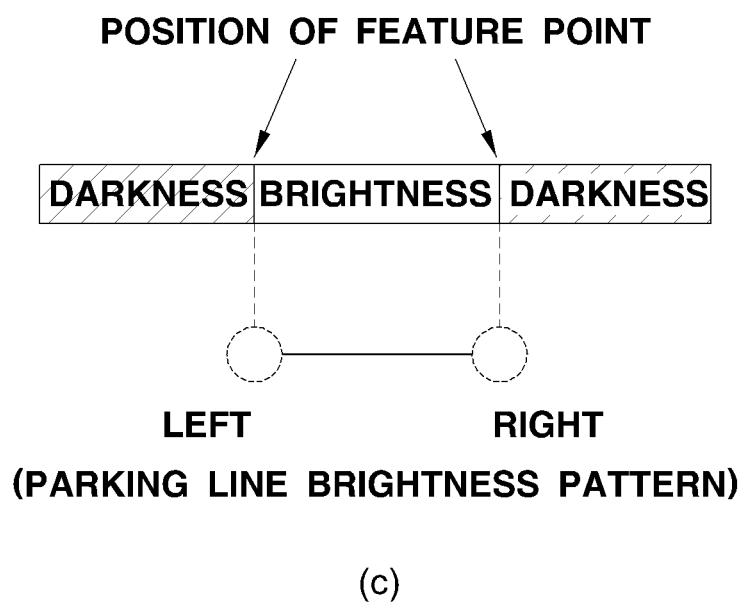 POSITION OF FEATURE POINT
DARKNESS BRIGHTNESS DARKNESS
LEFT RIGHT
(PARKING LINE BRIGHTNESS PATTERN)
(c)